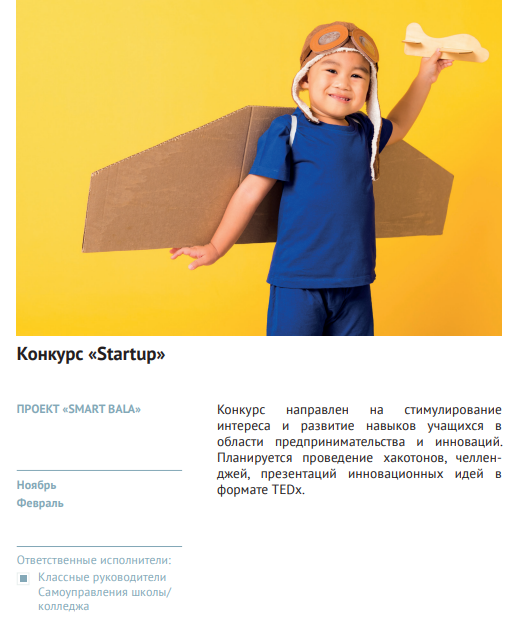 Конкурс «Startup»
ПРОЕКТ «SMART BALA»
Ноябрь
Февраль
Ответственные исполнители:
Классные руководители
Самоуправления школы/
колледжа
Конкурс направлен на стимулирование
интереса и развитие навыков учащихся в
области предпринимательства и инноваций.
Планируется проведение хакотонов, челлен-
джей, презентаций инновационных идей в
формате TEDx.